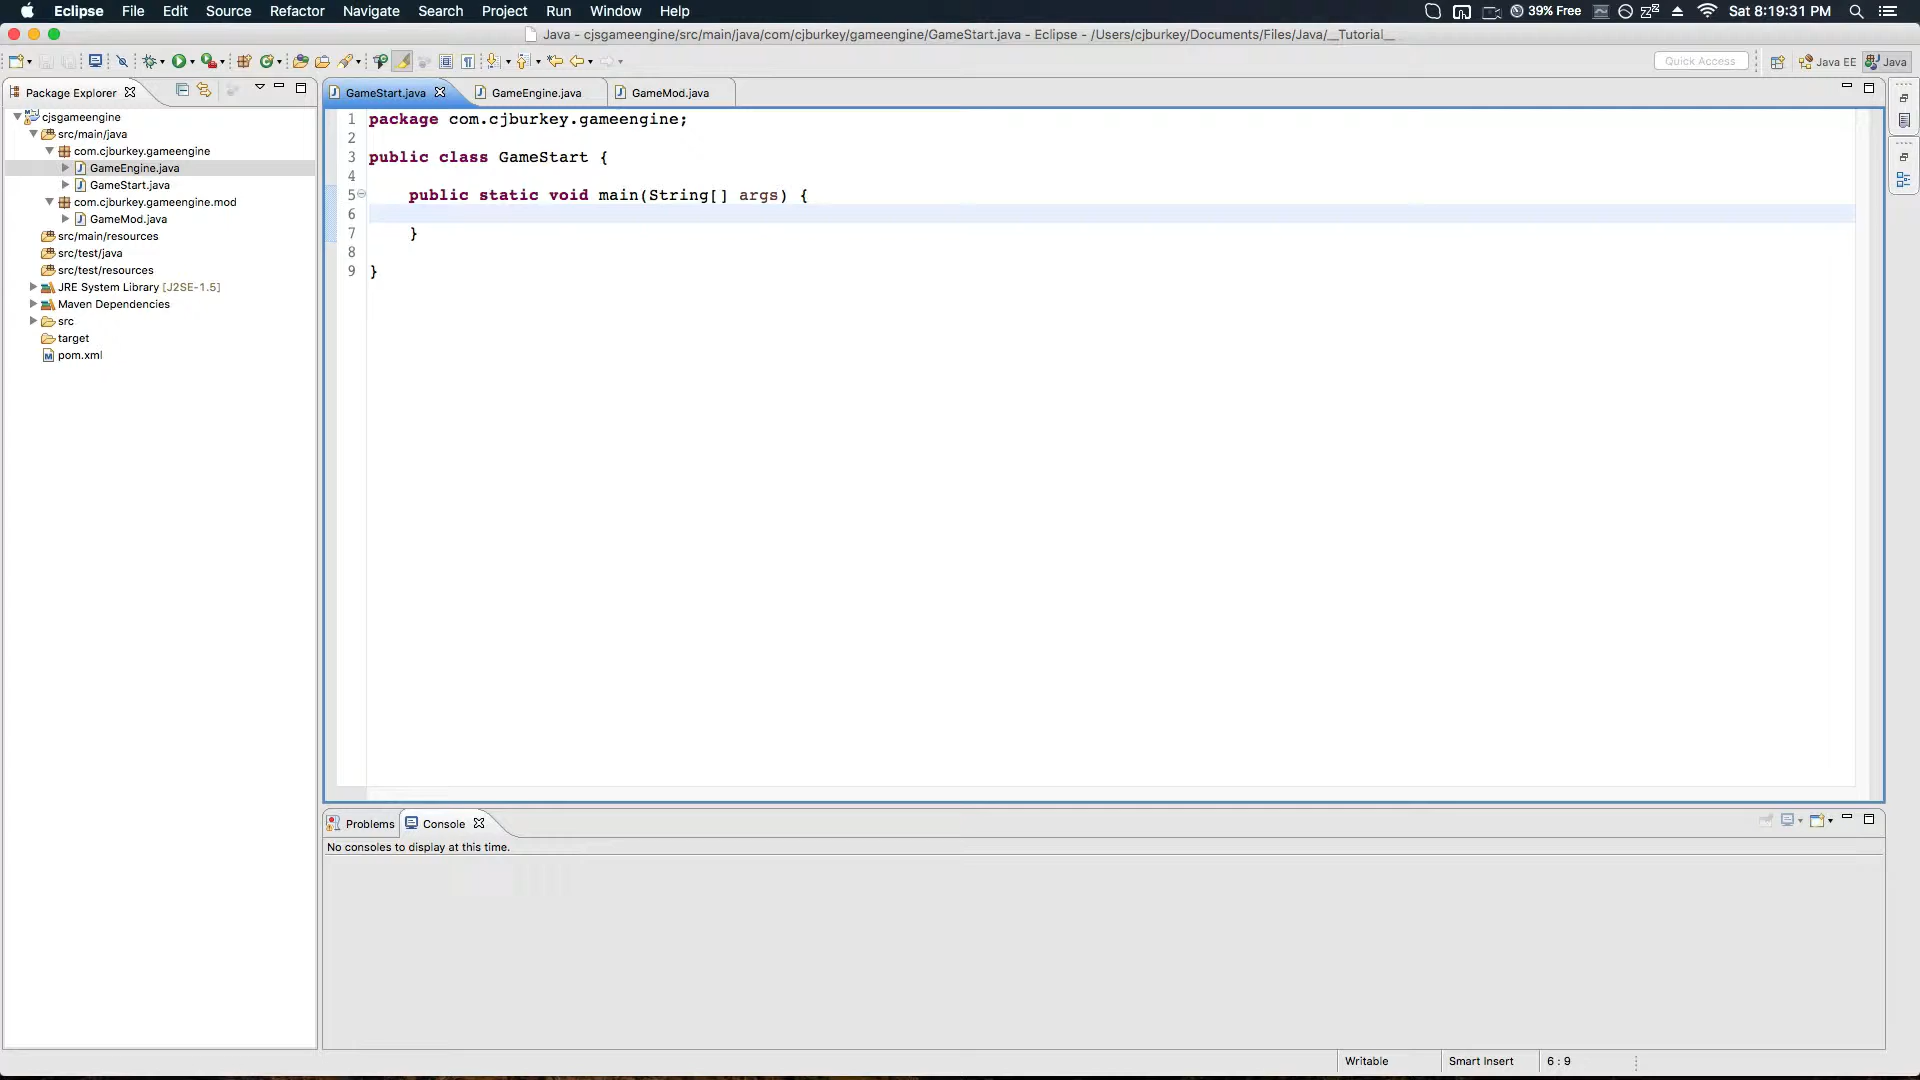 Eclipse File Edit Source Refactor Navigate Search Project Run Window Help 39% Free Sat 8:19:31 PM
Java - cjsgameengine/src/main/java/com/cjburkey/gameengine/GameStart.java - Eclipse - /Users/cjburkey/Documents/Files/Java/__Tutorial__
Quick Access Java EE Java
Package Explorer
cjsgameengine
src/main/java
com.cjburkey.gameengine
GameEngine.java
GameStart.java
com.cjburkey.gameengine.mod
GameMod.java
src/main/resources
src/test/java
src/test/resources
JRE System Library [J2SE-1.5]
Maven Dependencies
src
target
pom.xml
GameStart.java GameEngine.java GameMod.java
1 package com.cjburkey.gameengine;
2
3 public class GameStart {
4
5 public static void main(String[] args) {
6
7 }
8
9 }
Problems Console
No consoles to display at this time.
Writable Smart Insert 6 : 9